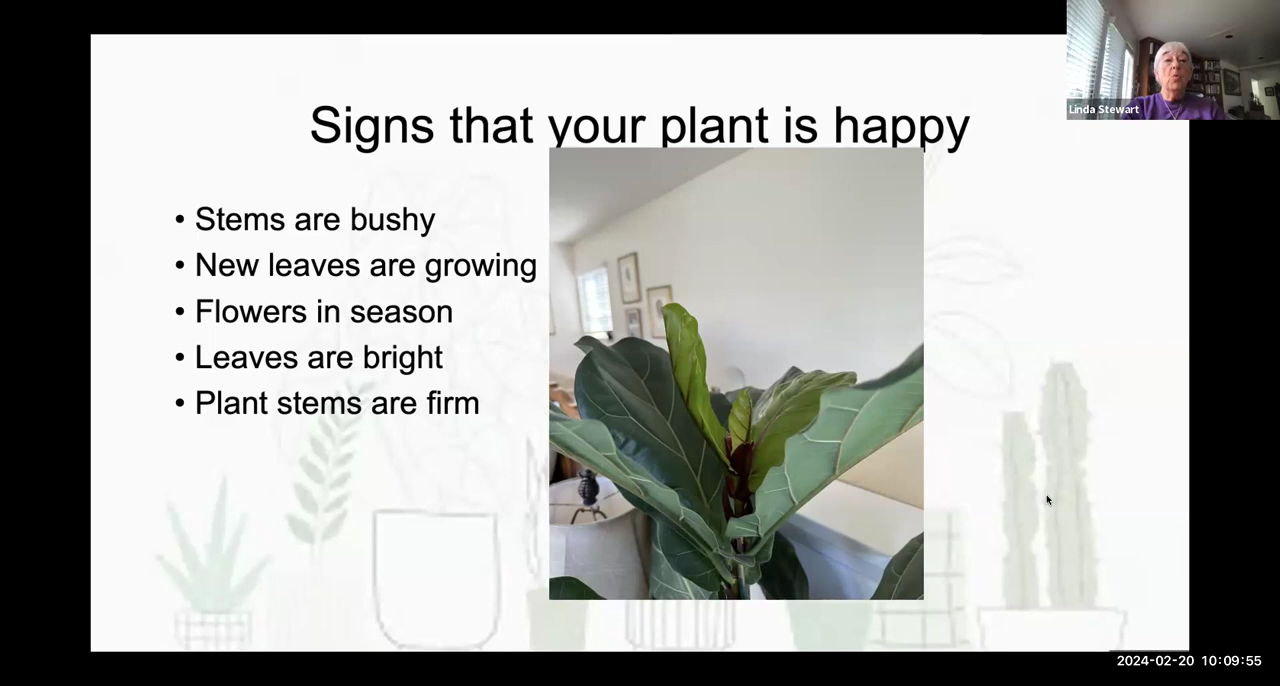 Linda Stewart
Signs that your plant is happy
• Stems are bushy
• New leaves are growing
• Flowers in season
• Leaves are bright
• Plant stems are firm
2024-02-20 10:09:55